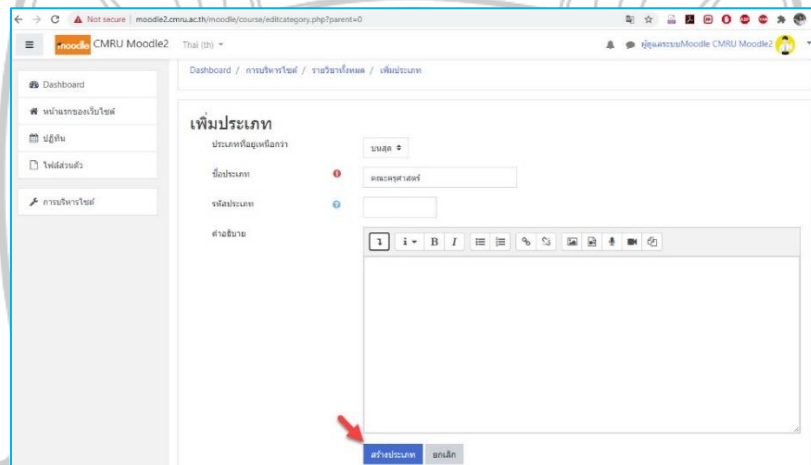 Not secure | moodle2.cmru.ac.th/moodle/course/editcategory.php?parent=0
moodle CMRU Moodle2 Thai (th)
ผู้ดูแลระบบMoodle CMRU Moodle2
Dashboard / การบริหารไซต์ / รายวิชาทั้งหมด / เพิ่มประเภท
Dashboard
หน้าแรกของเว็บไซต์
ปฏิทิน
ไฟล์ส่วนตัว
การบริหารไซต์
เพิ่มประเภท
ประเภทที่อยู่เหนือกว่า บนสุด
ชื่อประเภท คณะครุศาสตร์
รหัสประเภท
คำอธิบาย
สร้างประเภท ยกเลิก